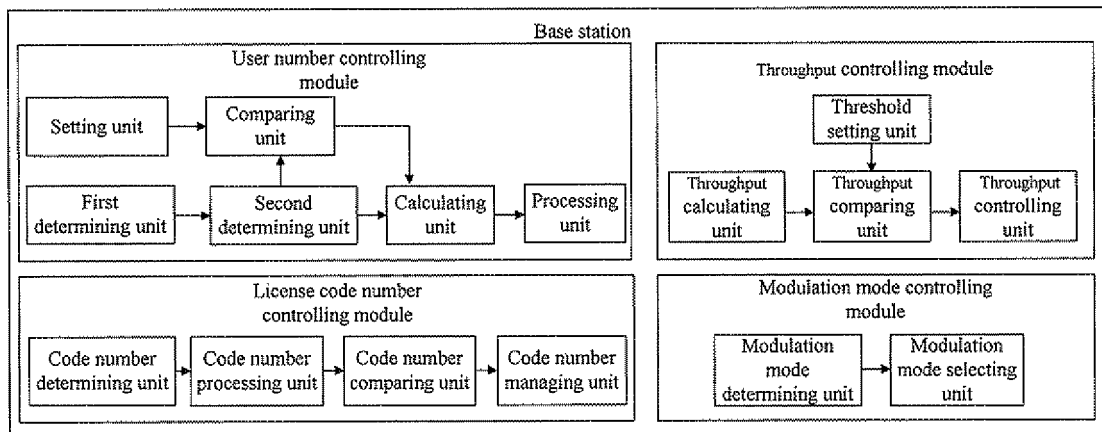 Base station
User number controlling
module
Setting unit
Comparing
unit
First
determining unit
Second
determining unit
Calculating
unit
Processing
unit
Throughput controlling module
Threshold
setting unit
Throughput
calculating
unit
Throughput
comparing
unit
Throughput
controlling
unit
License code number
controlling module
Code number
determining unit
Code number
processing unit
Code number
comparing unit
Code number
managing unit
Modulation mode controlling
module
Modulation
mode
determining unit
Modulation
mode selecting
unit